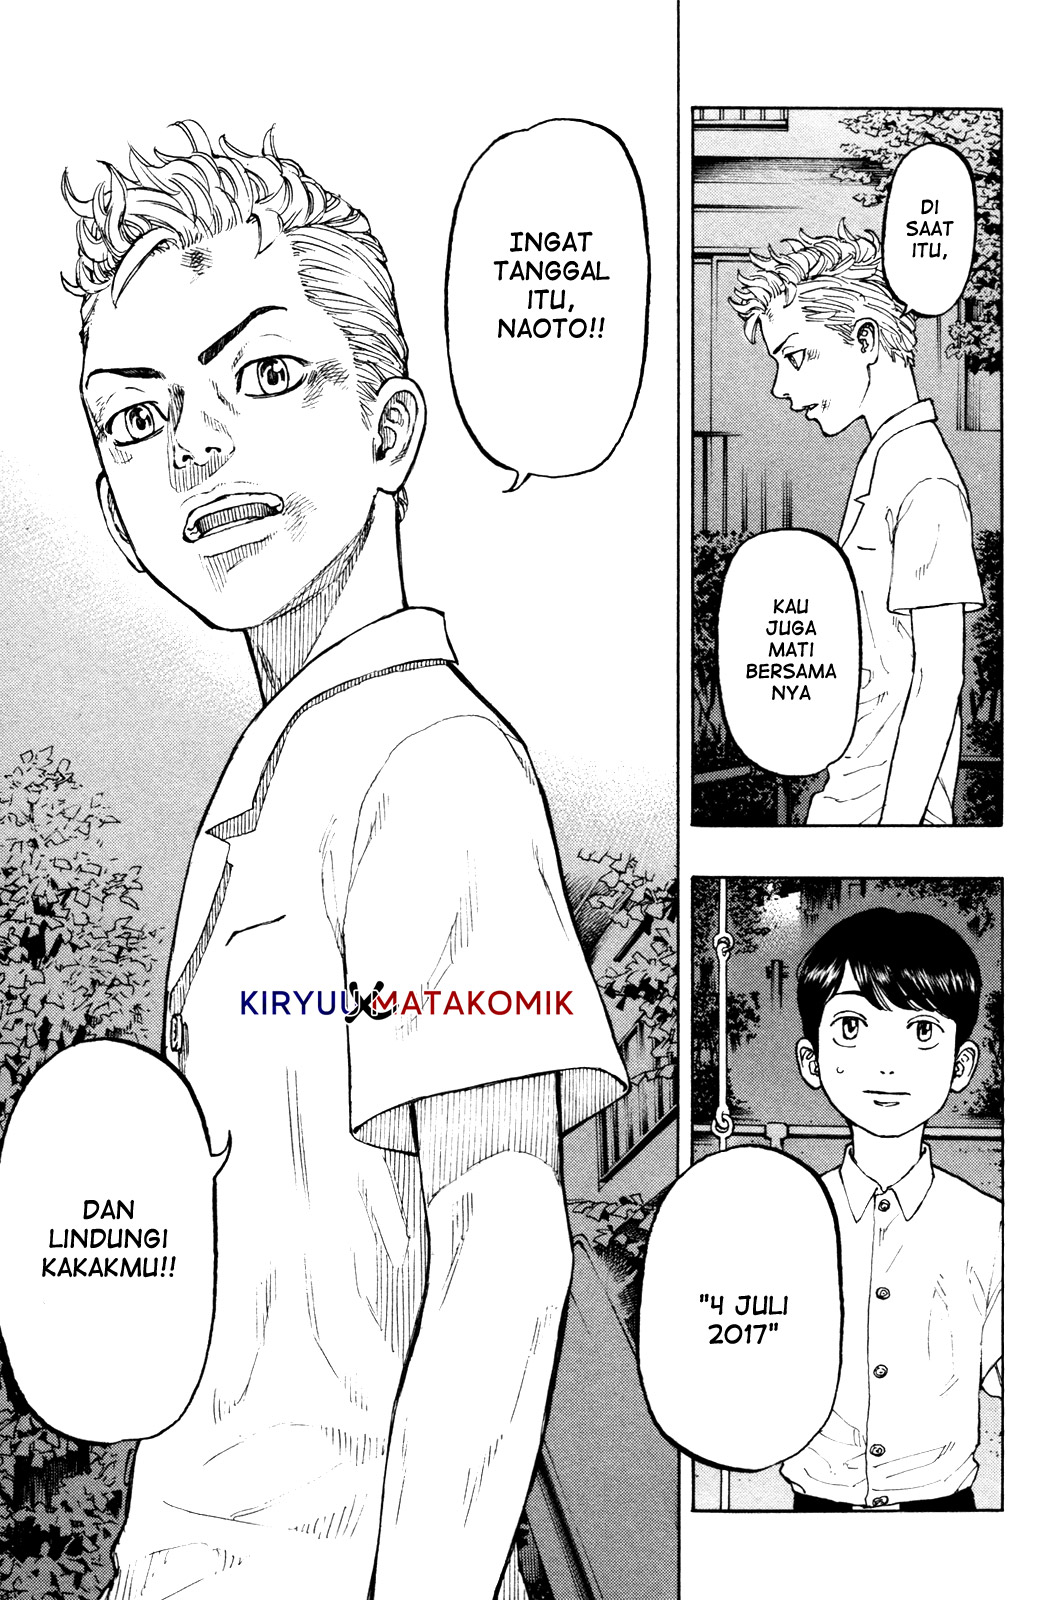 DI
SAAT
ITU,
KAU
JUGA
MATI
BERSAMA
NYA
"4 JULI
2017"
INGAT
TANGGAL
ITU,
NAOTO!!
DAN
LINDUNGI
KAKAKMU!!
KIRYUU X MATAKOMIK